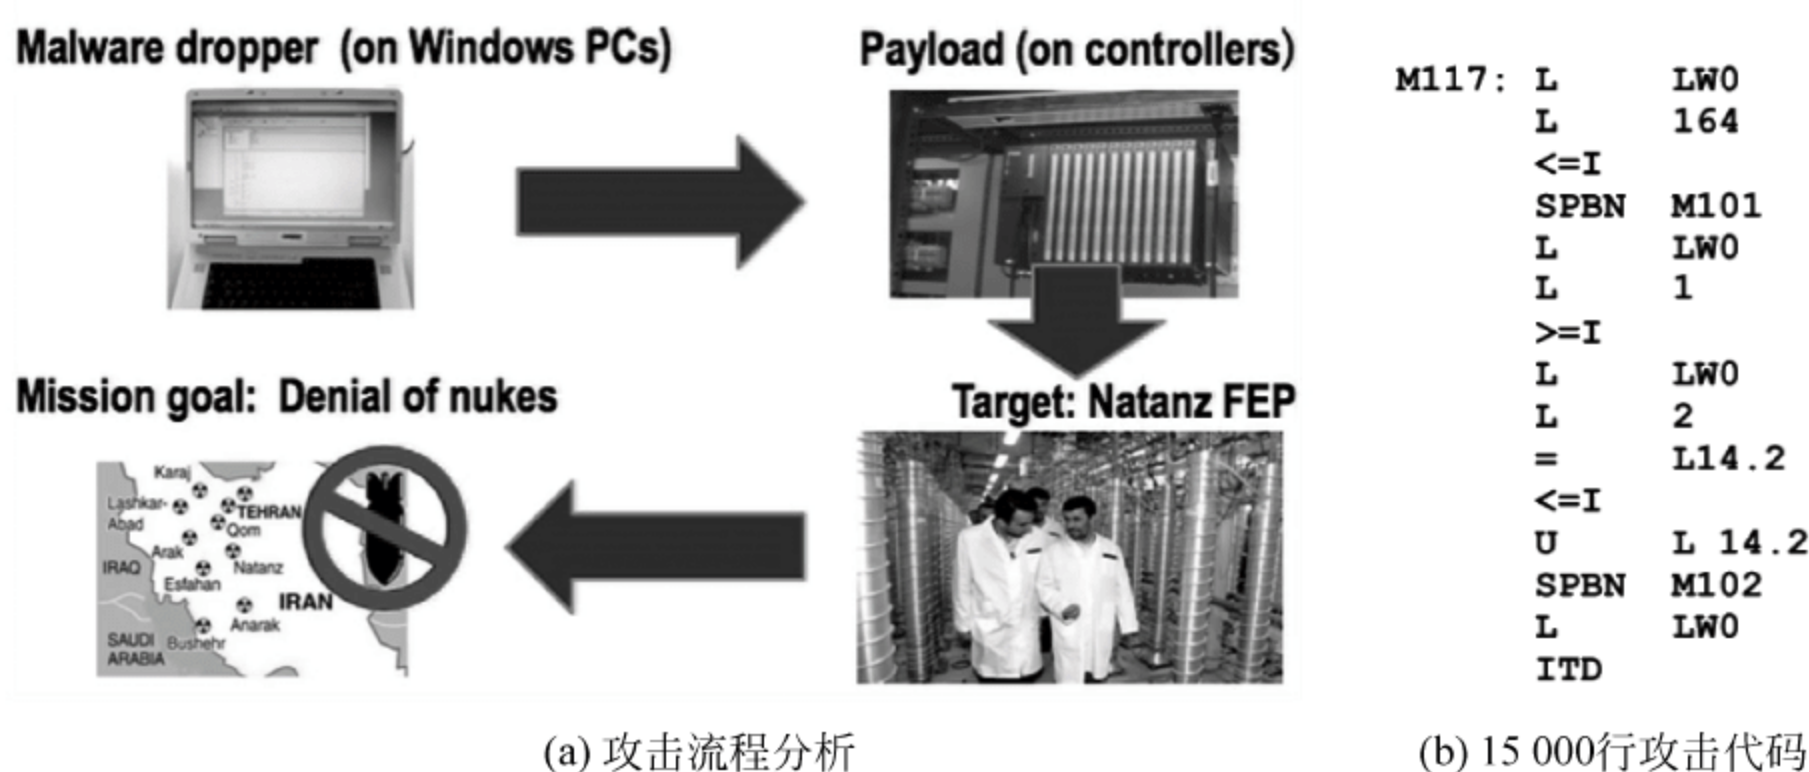 Malware dropper (on Windows PCs)
Payload (on controllers)
Mission goal: Denial of nukes
Target: Natanz FEP
Karaj
Lashkar-
Abad
TEHRAN
Qom
Arak
Natanz
IRAQ
Esfahan
IRAN
Anarak
SAUDI
ARABIA
Bushehr
(a) 攻击流程分析
M117: L LW0
L 164
<=I
SPBN M101
L LW0
L 1
>=I
L LW0
L 2
= L14.2
<=I
U L 14.2
SPBN M102
L LW0
ITD
(b) 15 000行攻击代码